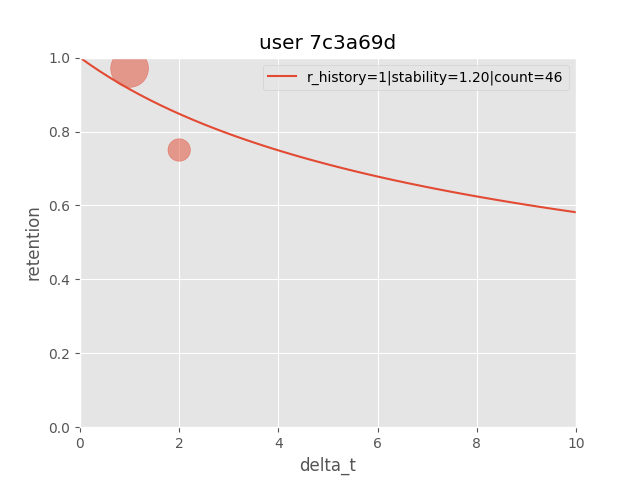 user 7c3a69d
r_history=1|stability=1.20|count=46
retention
1.0
0.8
0.6
0.4
0.2
0.0
0 2 4 6 8 10
delta_t